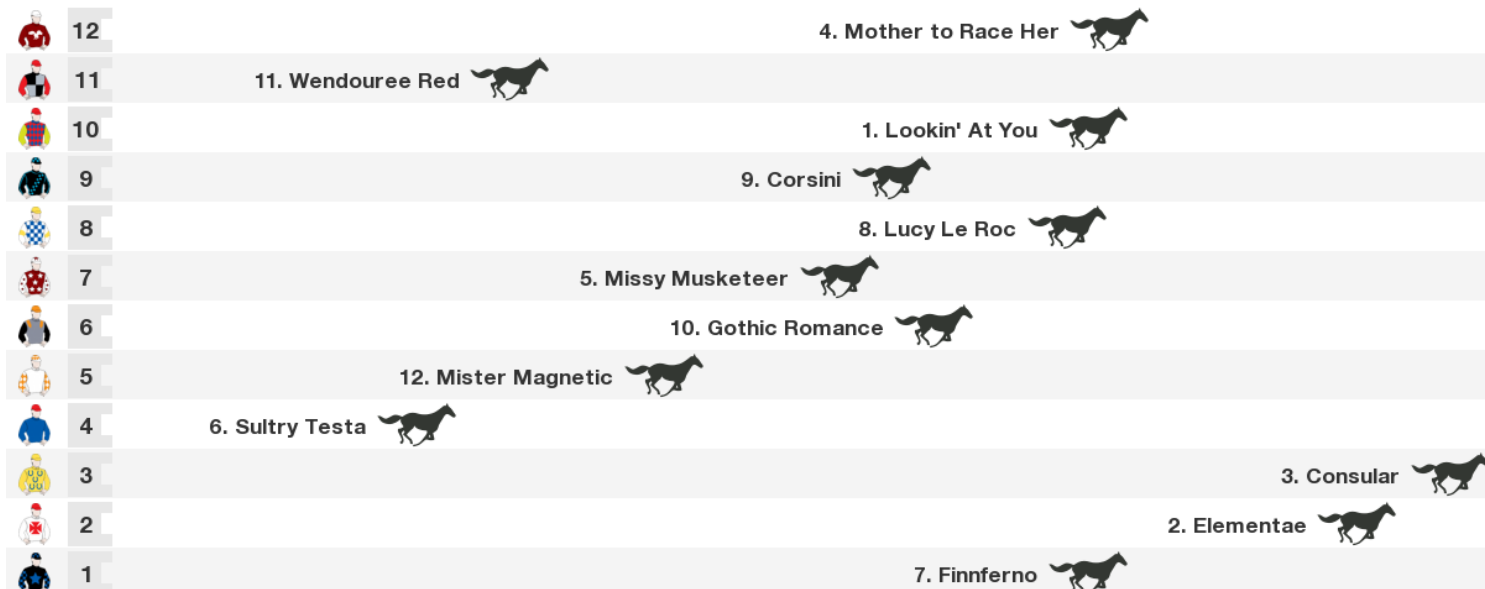 12 4. Mother to Race Her
11 11. Wendouree Red
10 1. Lookin' At You
9 9. Corsini
8 8. Lucy Le Roc
7 5. Missy Musketeer
6 10. Gothic Romance
5 12. Mister Magnetic
4 6. Sultry Testa
3 3. Consular
2 2. Elementae
1 7. Finnferno